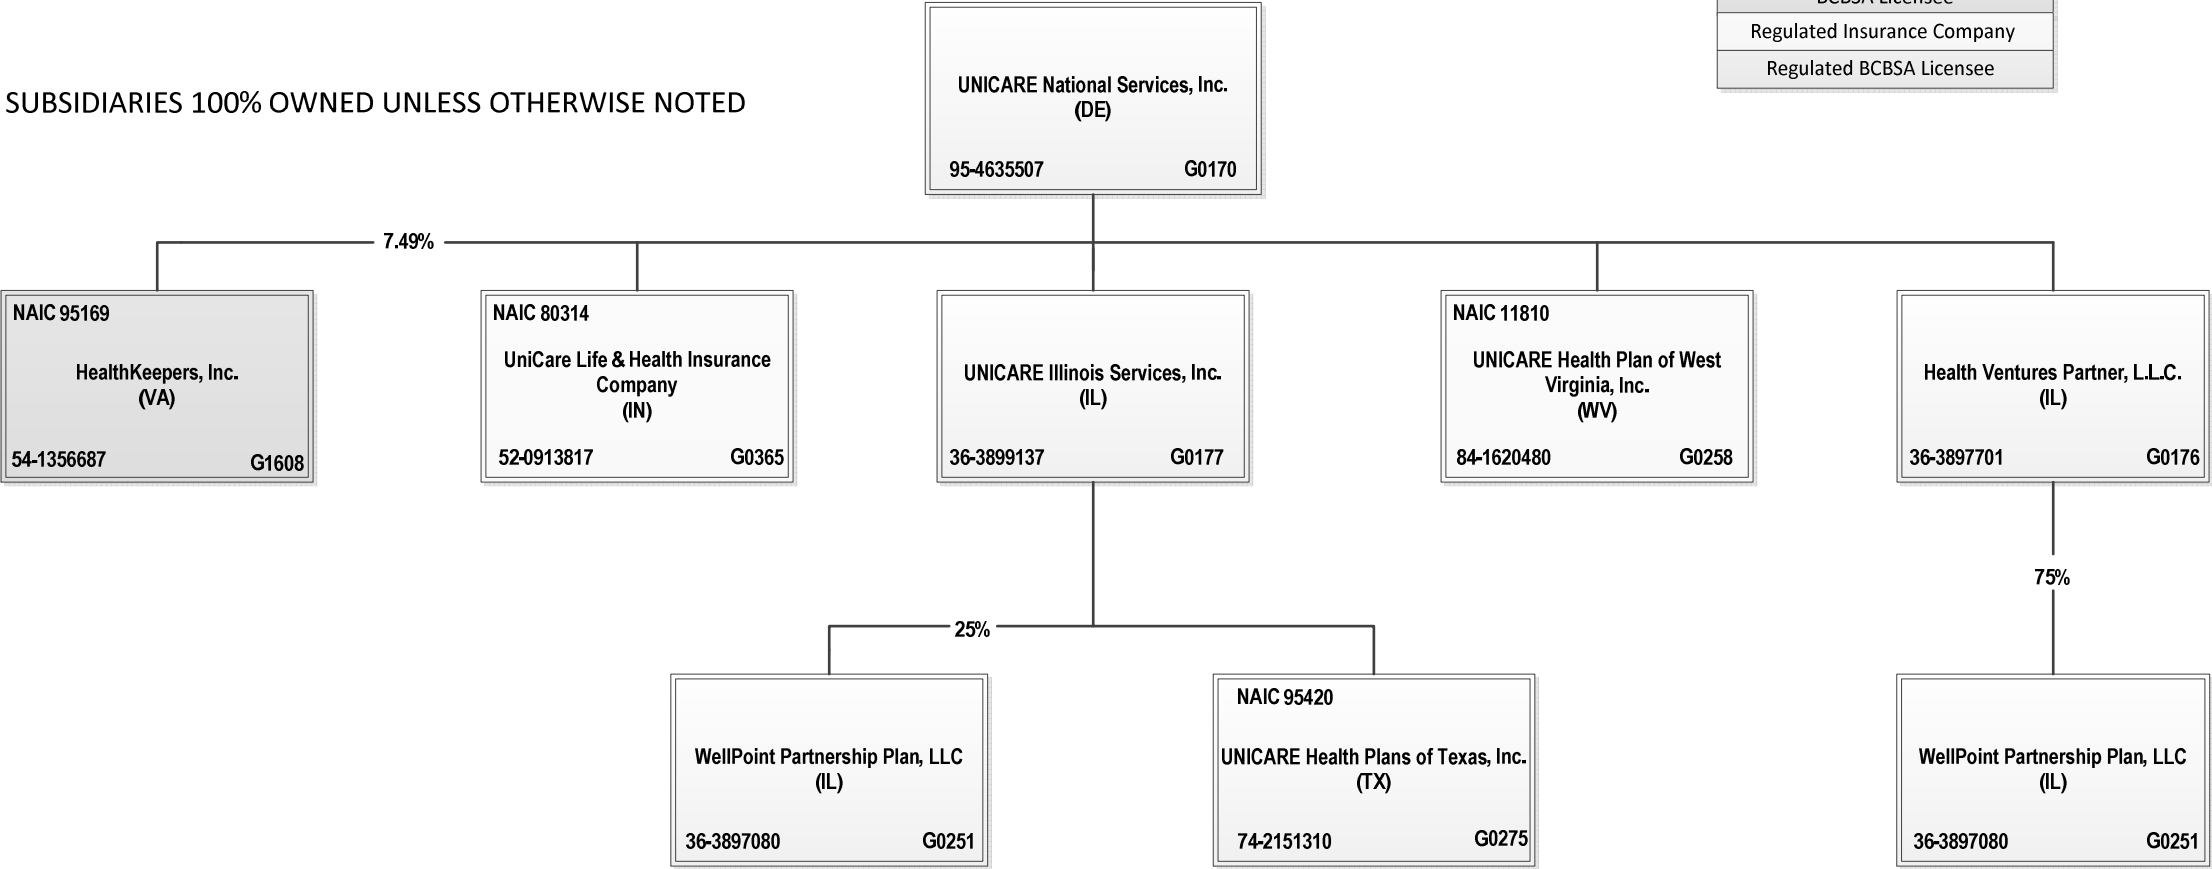 BCBSA Licensee
Regulated Insurance Company
Regulated BCBSA Licensee
SUBSIDIARIES 100% OWNED UNLESS OTHERWISE NOTED
UNICARE National Services, Inc.
(DE)
95-4635507 G0170
7.49%
NAIC 95169
HealthKeepers, Inc.
(VA)
54-1356687 G1608
NAIC 80314
UniCare Life & Health Insurance
Company
(IN)
52-0913817 G0365
UNICARE Illinois Services, Inc.
(IL)
36-3899137 G0177
NAIC 11810
UNICARE Health Plan of West
Virginia, Inc.
(WV)
84-1620480 G0258
Health Ventures Partner, L.L.C.
(IL)
36-3897701 G0176
25%
75%
WellPoint Partnership Plan, LLC
(IL)
36-3897080 G0251
NAIC 95420
UNICARE Health Plans of Texas, Inc.
(TX)
74-2151310 G0275
WellPoint Partnership Plan, LLC
(IL)
36-3897080 G0251